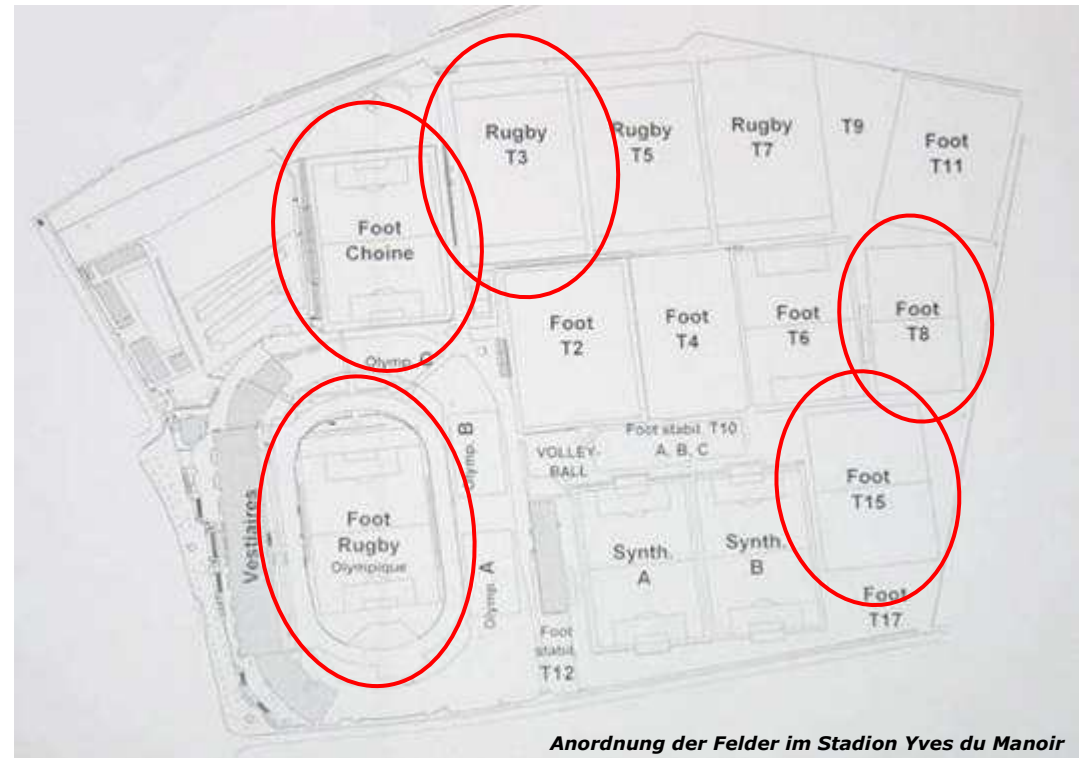 Rugby
T3
Rugby
T5
Rugby
T7
T9
Foot
T11
Foot
Choine
Foot
T2
Foot
T4
Foot
T6
Foot
T8
Olymp. C
Olymp. B
Foot stabil. T10
A, B, C
VOLLEY-
BALL
Foot
T15
Vestiaires
Foot
Rugby
Olympique
Olymp. A
Synth.
A
Synth.
B
Foot
T17
Foot
stabil.
T12
Anordnung der Felder im Stadion Yves du Manoir